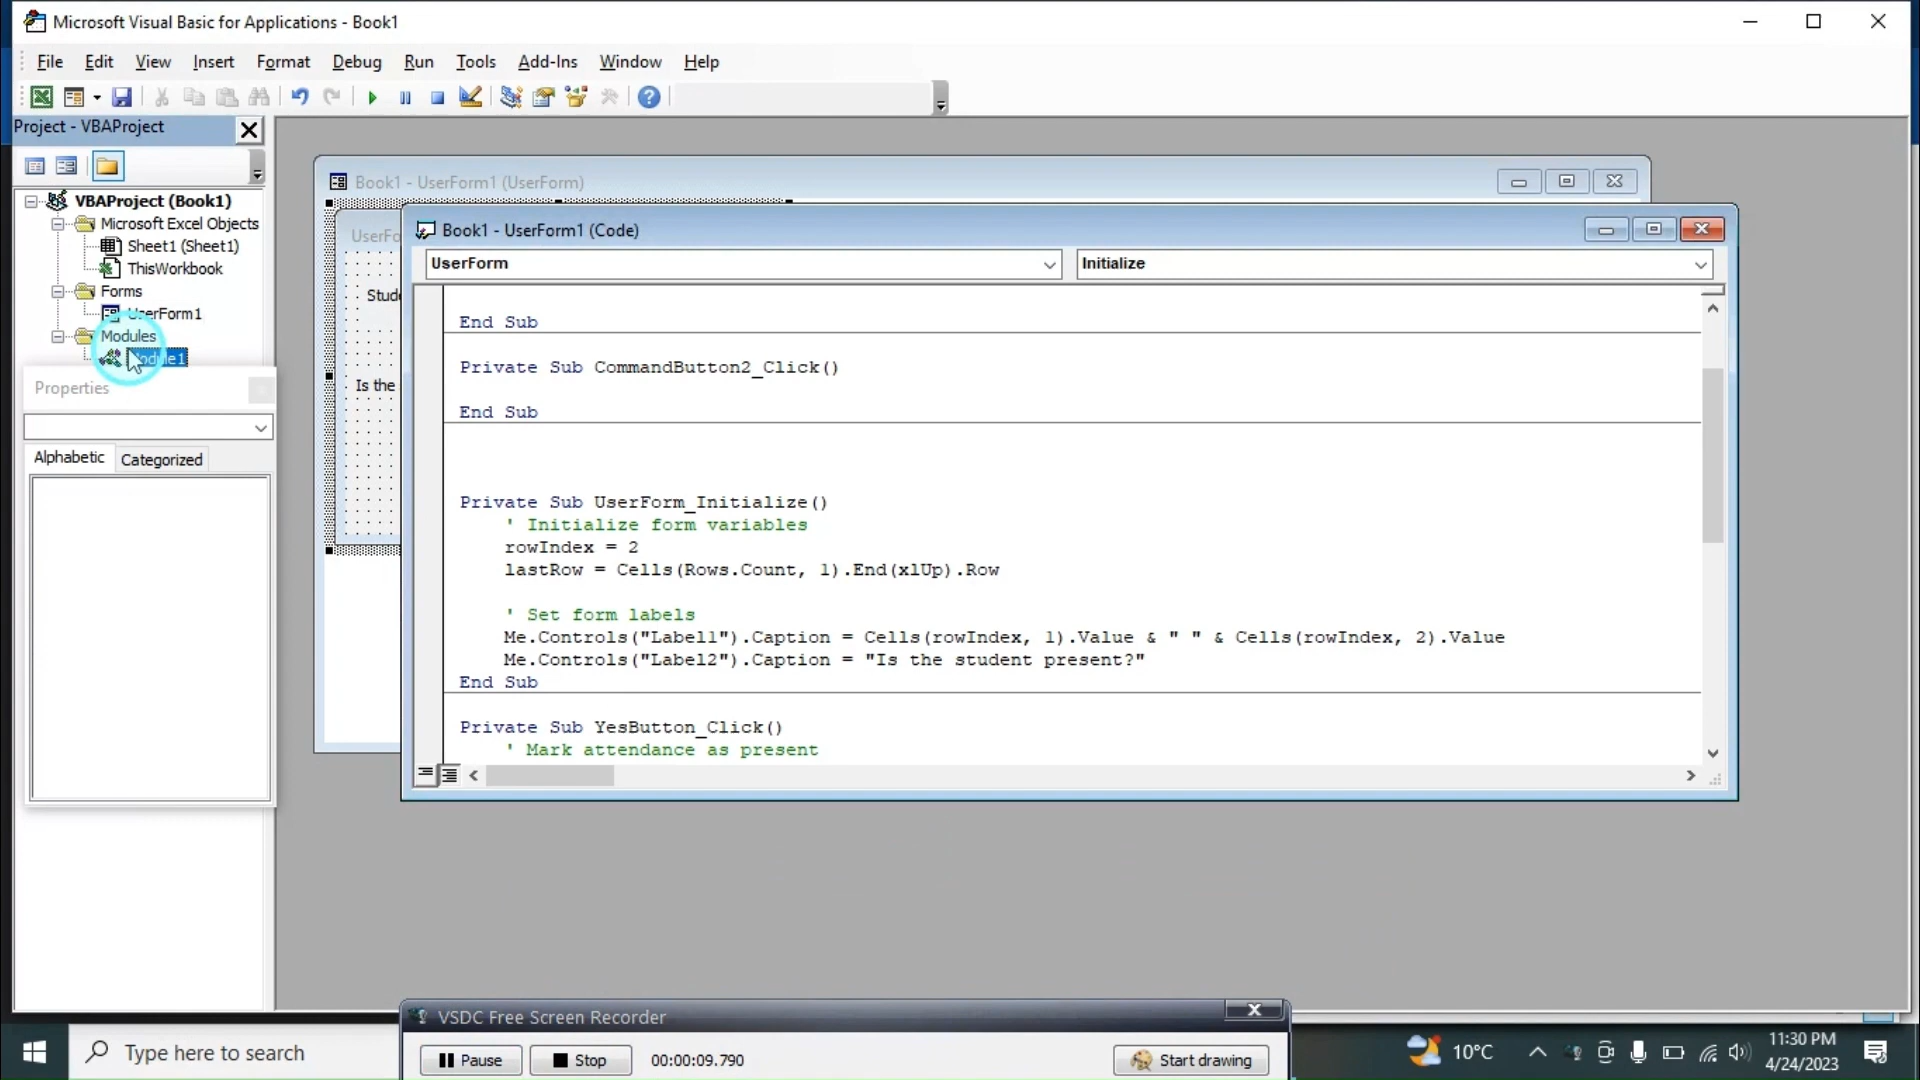 Microsoft Visual Basic for Applications - Book1
File Edit View Insert Format Debug Run Tools Add-Ins Window Help
Project - VBAProject
VBAProject (Book1)
Microsoft Excel Objects
Sheet1 (Sheet1)
ThisWorkbook
Forms
UserForm1
Modules
Module1
Properties
Alphabetic Categorized
Book1 - UserForm1 (UserForm)
UserFo
Stude
Is the
Book1 - UserForm1 (Code)
UserForm Initialize
End Sub
Private Sub CommandButton2_Click()
End Sub
Private Sub UserForm_Initialize()
' Initialize form variables
rowIndex = 2
lastRow = Cells(Rows.Count, 1).End(xlUp).Row
' Set form labels
Me.Controls("Label1").Caption = Cells(rowIndex, 1).Value & " " & Cells(rowIndex, 2).Value
Me.Controls("Label2").Caption = "Is the student present?"
End Sub
Private Sub YesButton_Click()
' Mark attendance as present
VSDC Free Screen Recorder
Pause Stop 00:00:09.790 Start drawing
Type here to search
10°C
11:30 PM
4/24/2023